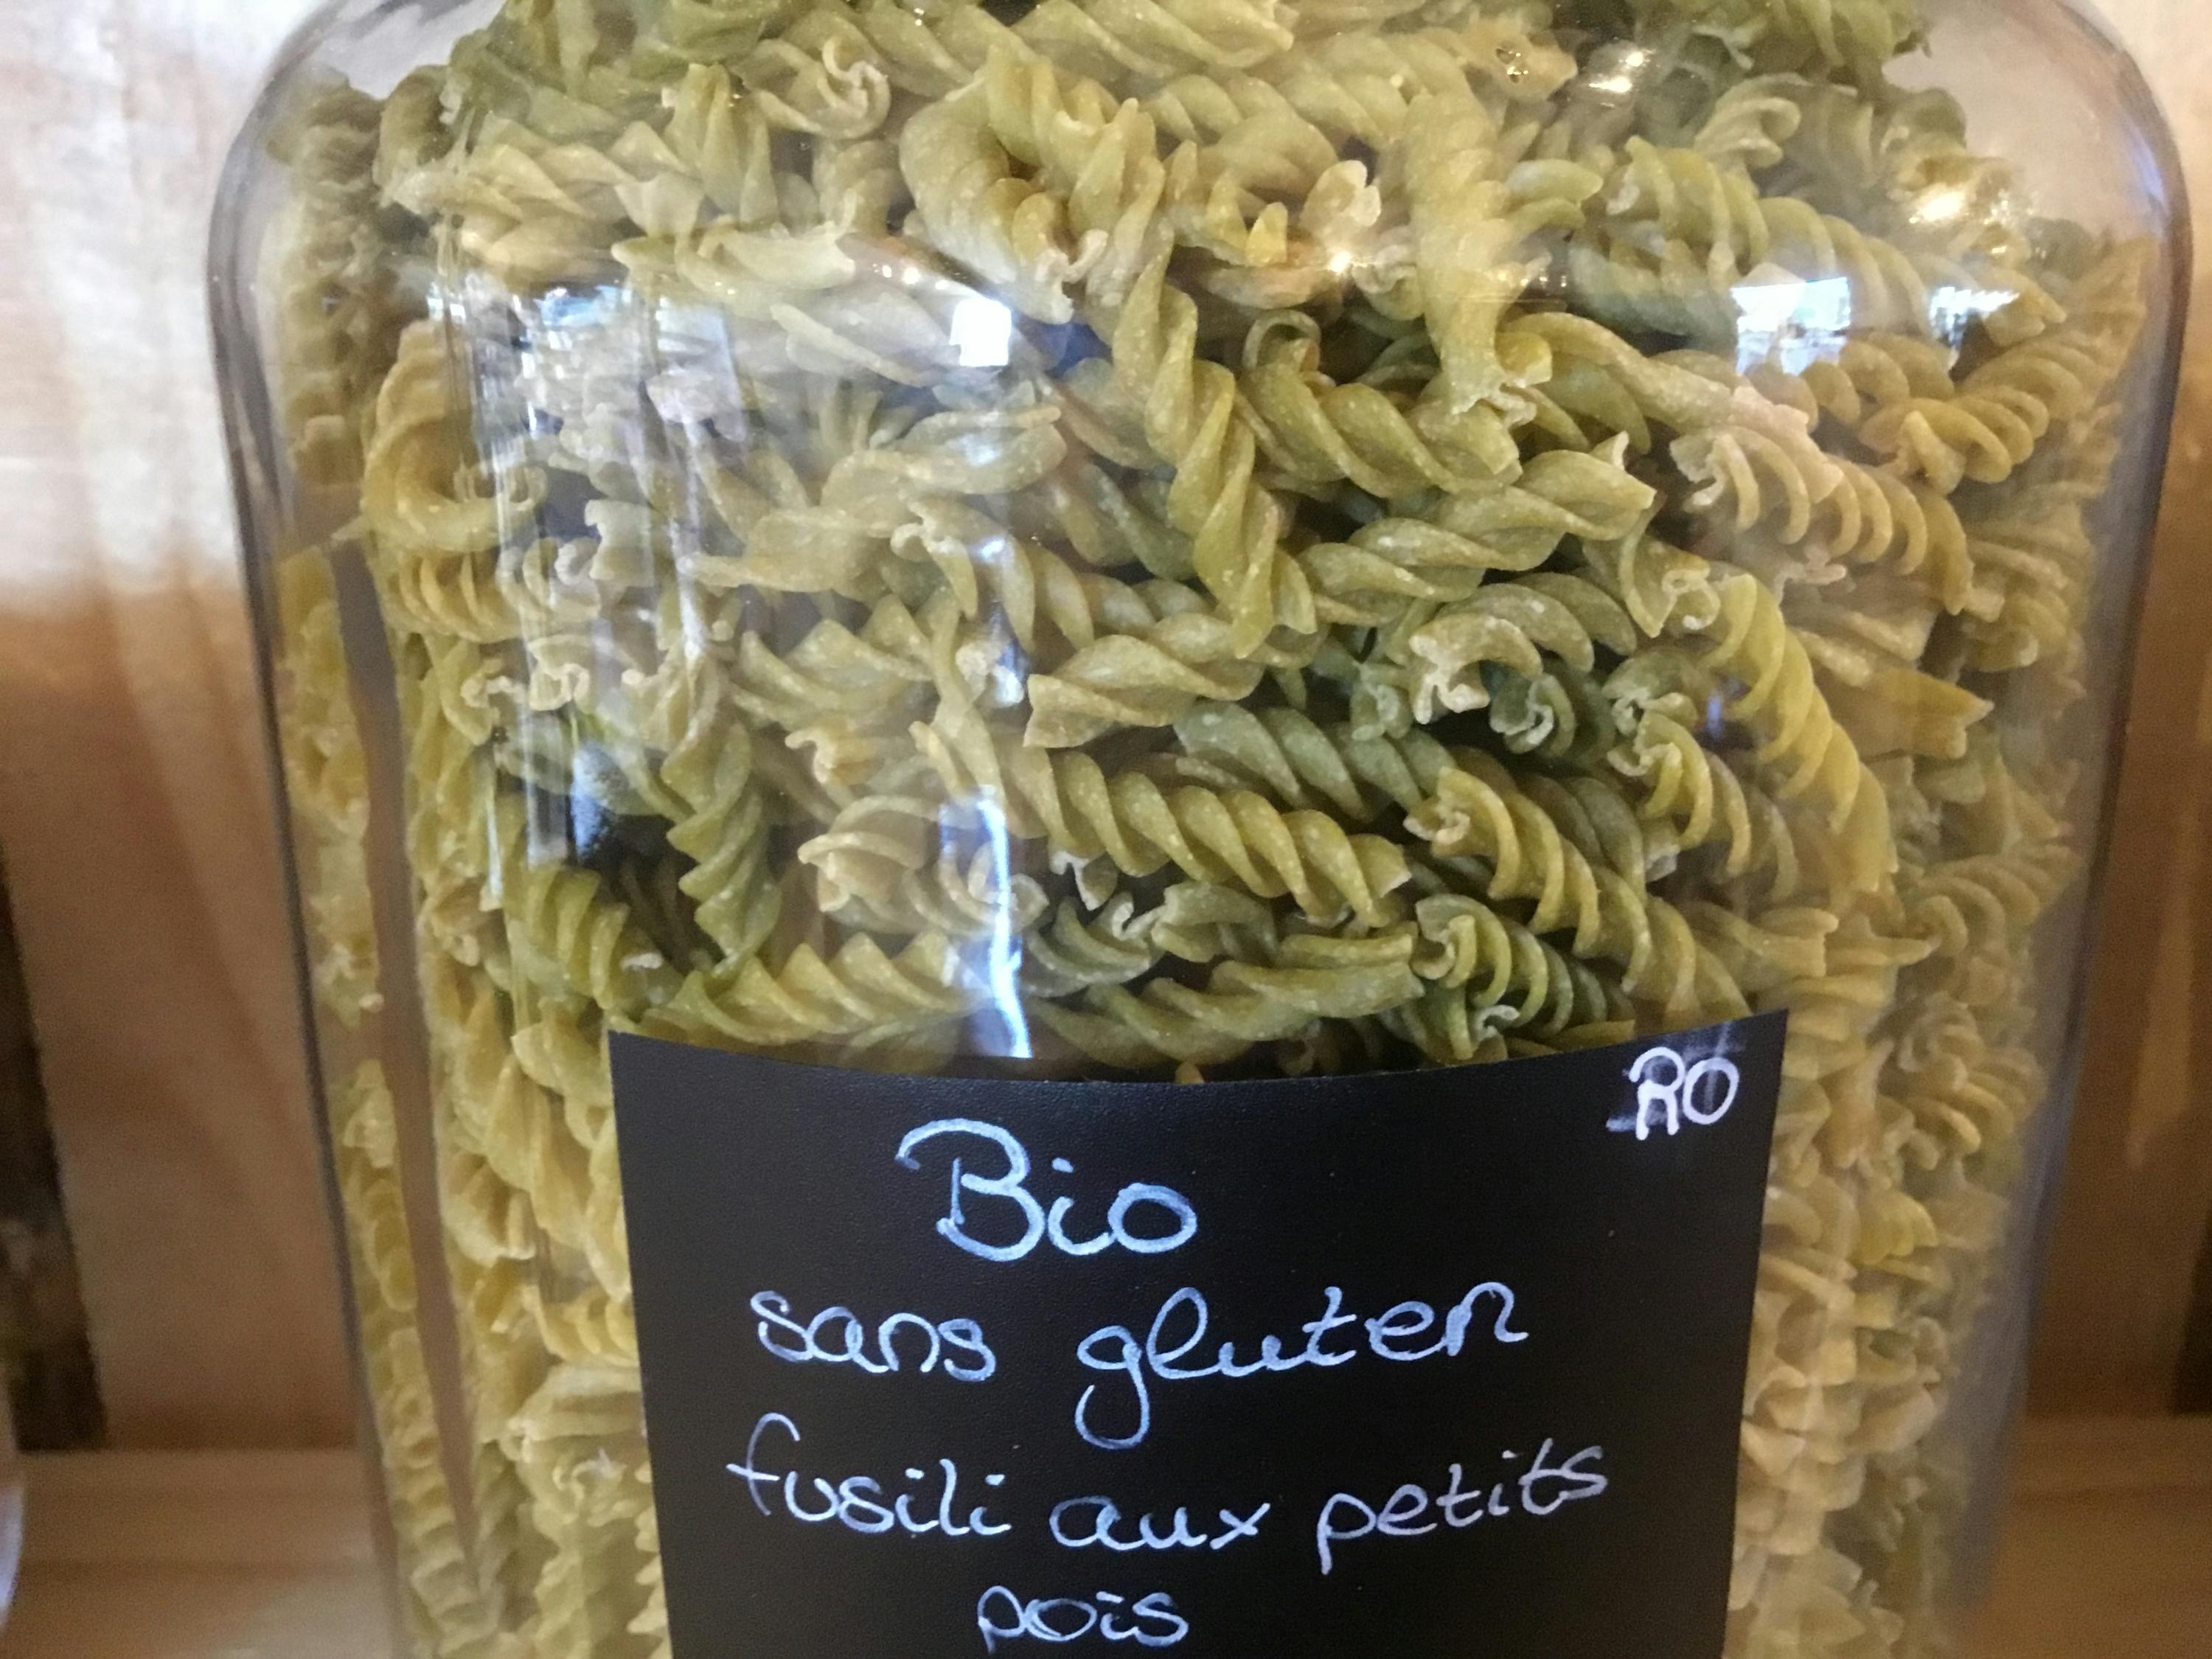 RO
Bio
sans gluten
fusili aux petits
pois